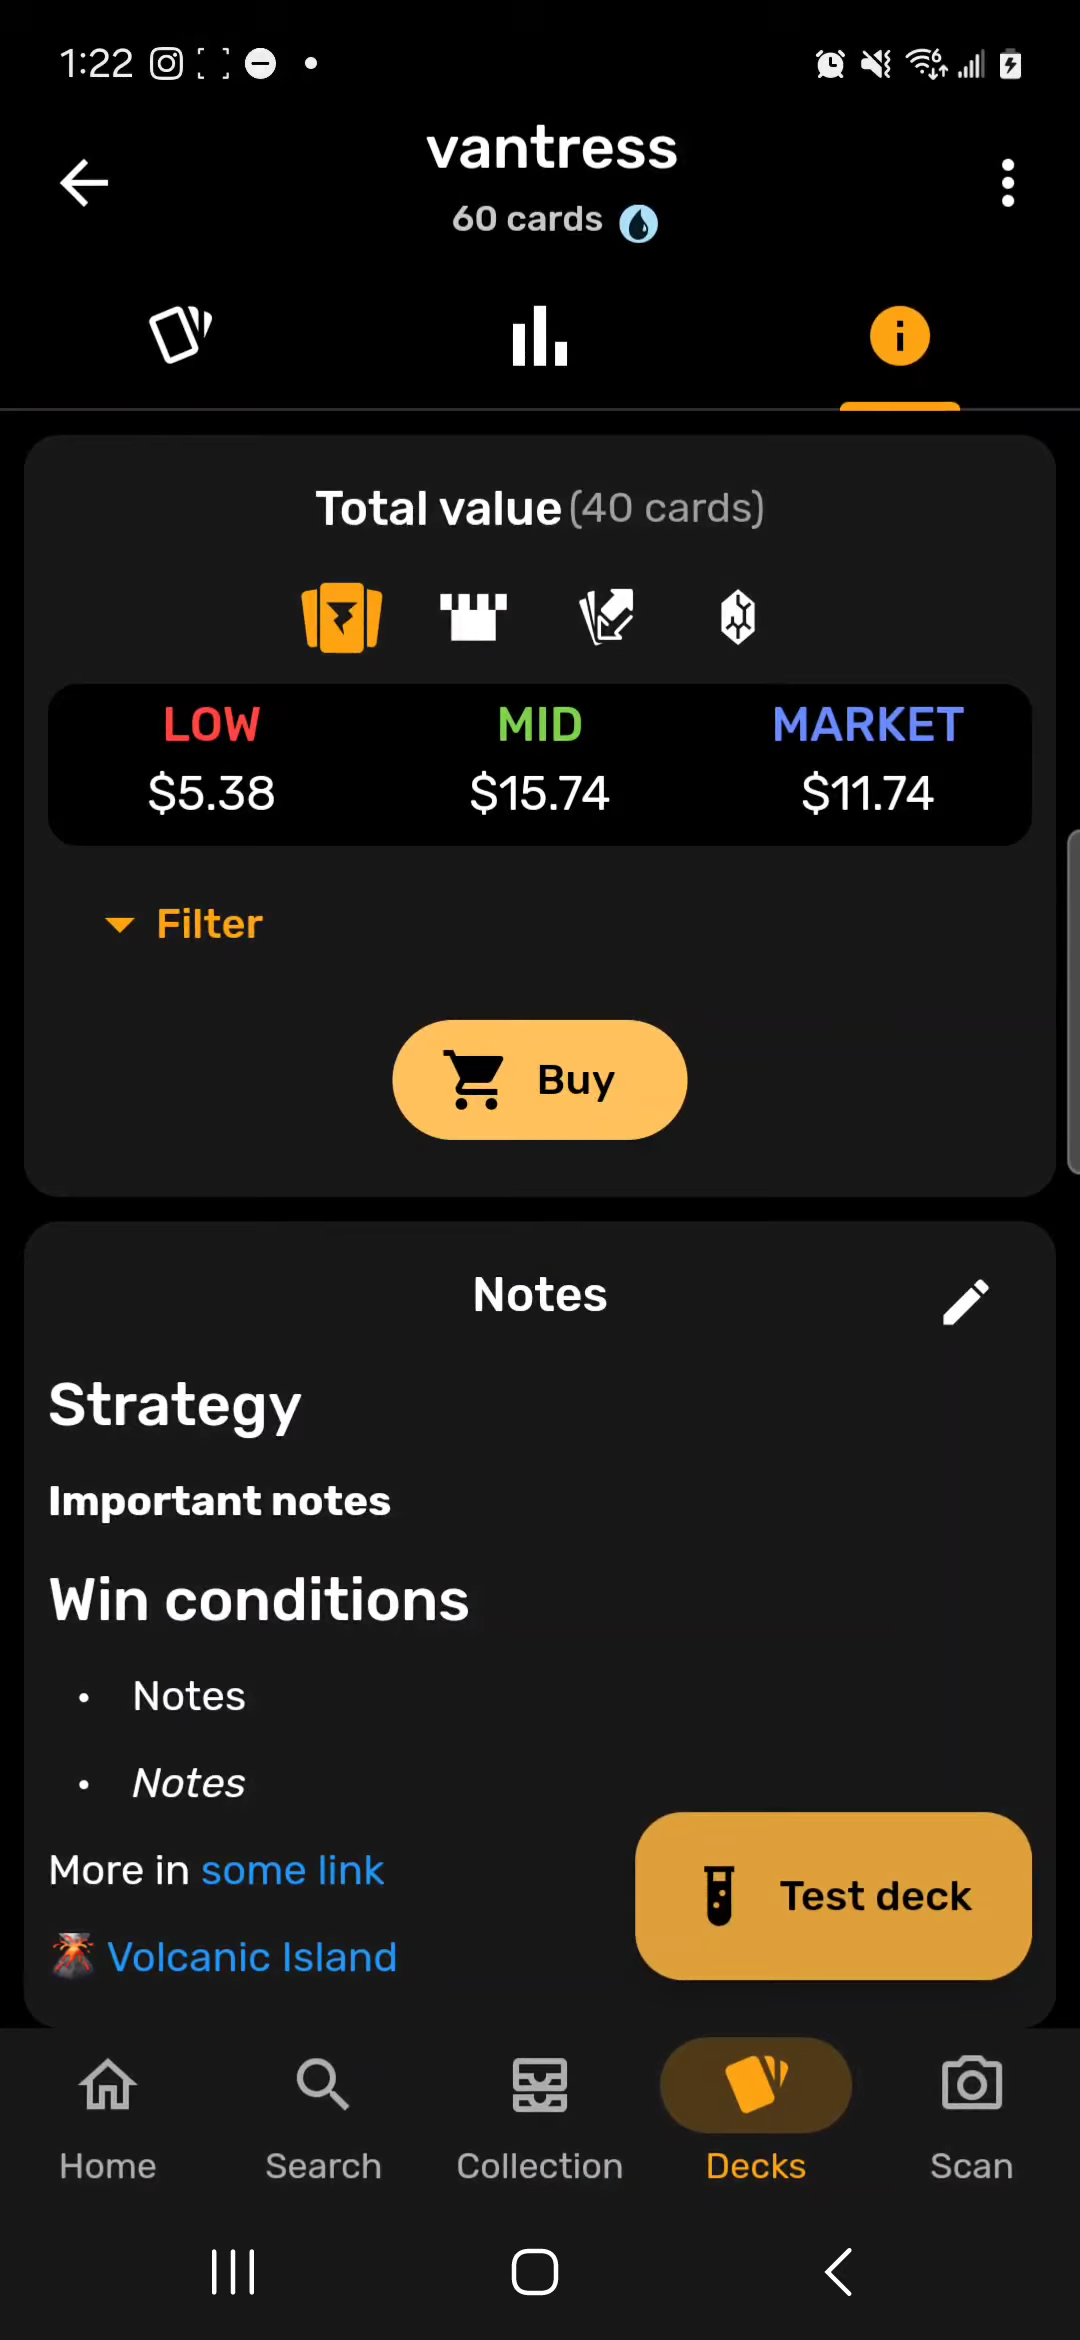 1:22
vantress
60 cards
Total value (40 cards)
LOW MID MARKET
$5.38 $15.74 $11.74
Filter
Buy
Notes
Strategy
Important notes
Win conditions
• Notes
• Notes
More in some link
🌋 Volcanic Island
Test deck
Home Search Collection Decks Scan